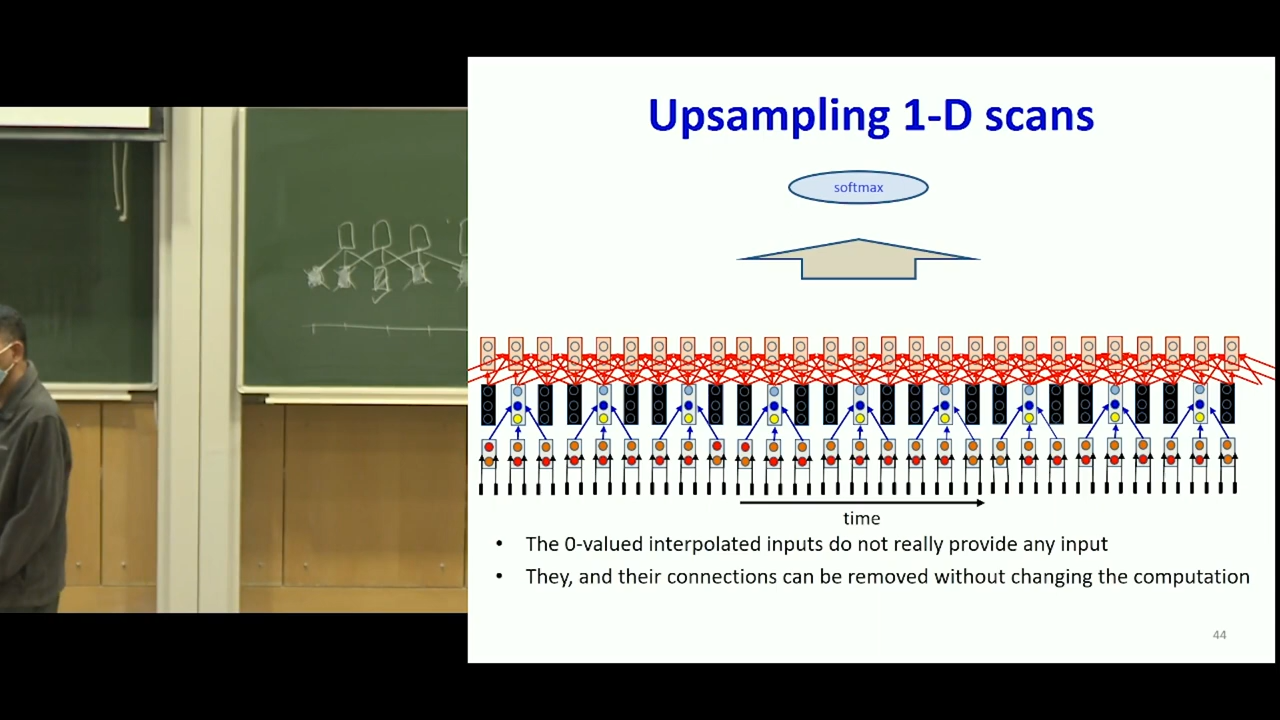 Upsampling 1-D scans
softmax
time
• The 0-valued interpolated inputs do not really provide any input
• They, and their connections can be removed without changing the computation
44